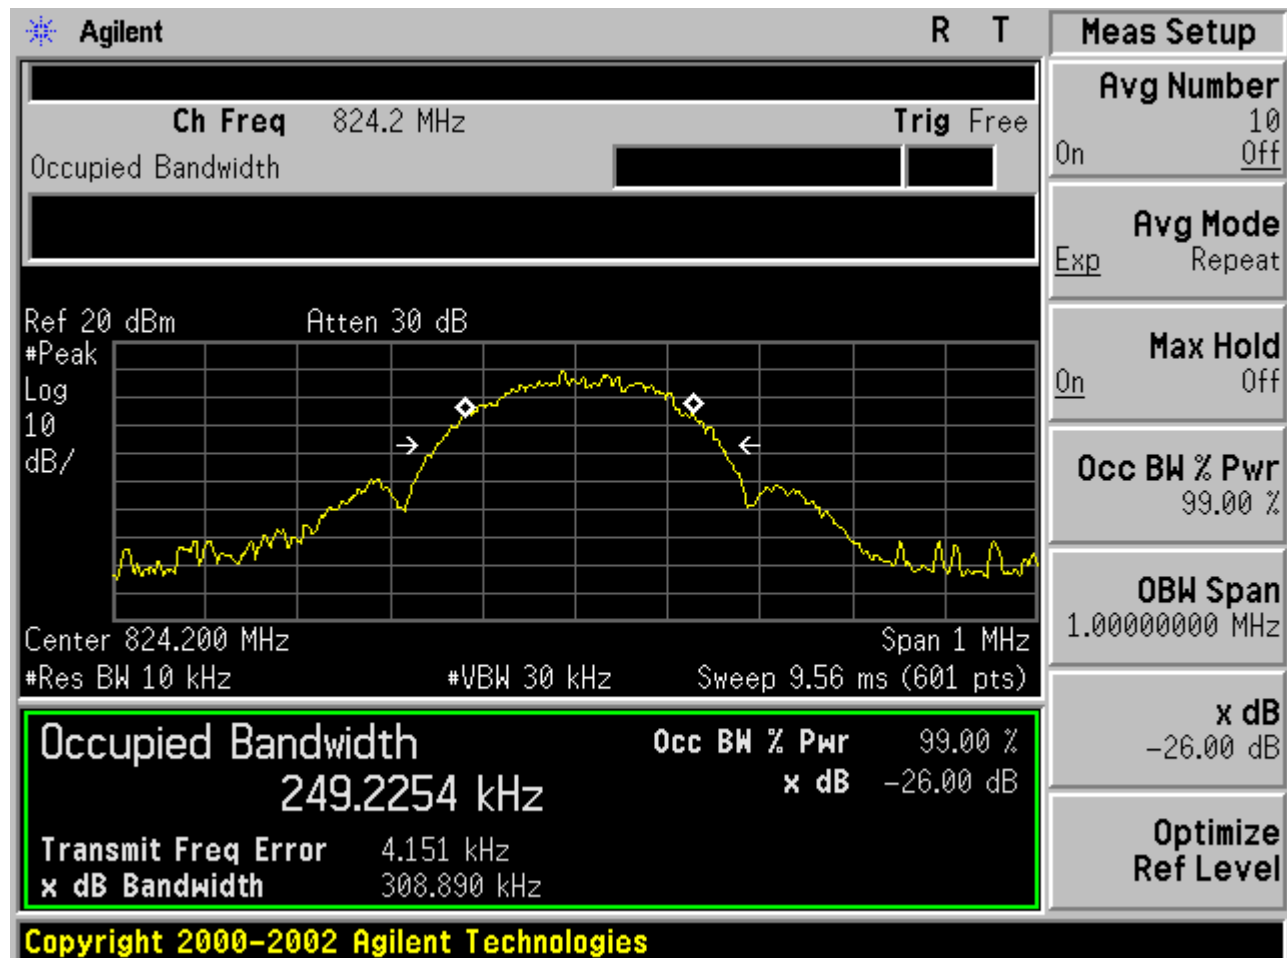 Agilent R T
Ch Freq 824.2 MHz Trig Free
Occupied Bandwidth
Ref 20 dBm Atten 30 dB
#Peak
Log
10
dB/
Center 824.200 MHz Span 1 MHz
#Res BW 10 kHz #VBW 30 kHz Sweep 9.56 ms (601 pts)
Occupied Bandwidth Occ BW % Pwr 99.00 %
249.2254 kHz x dB -26.00 dB
Transmit Freq Error 4.151 kHz
x dB Bandwidth 308.890 kHz
Copyright 2000-2002 Agilent Technologies
Meas Setup
Avg Number
10
On Off
Avg Mode
Exp Repeat
Max Hold
On Off
Occ BW % Pwr
99.00 %
OBW Span
1.00000000 MHz
x dB
-26.00 dB
Optimize
Ref Level